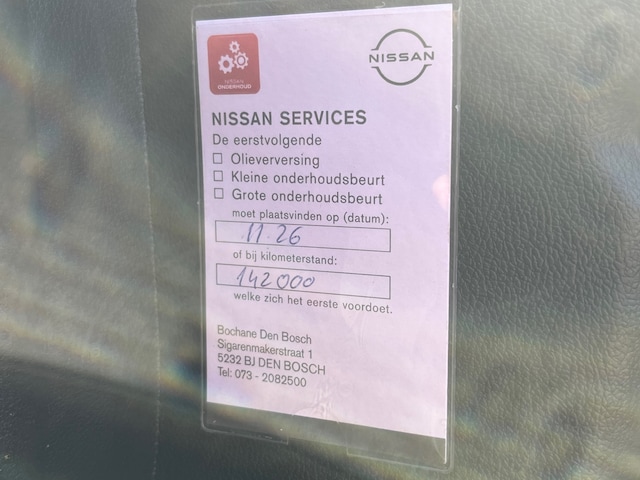 NISSAN
ONDERHOUD
NISSAN SERVICES
De eerstvolgende
Olieverversing
Kleine onderhoudsbeurt
Grote onderhoudsbeurt
moet plaatsvinden op (datum):
11.26
of bij kilometerstand:
142000
welke zich het eerste voordoet.
Bochane Den Bosch
Sigarenmakerstraat 1
5232 BJ DEN BOSCH
Tel: 073 - 2082500